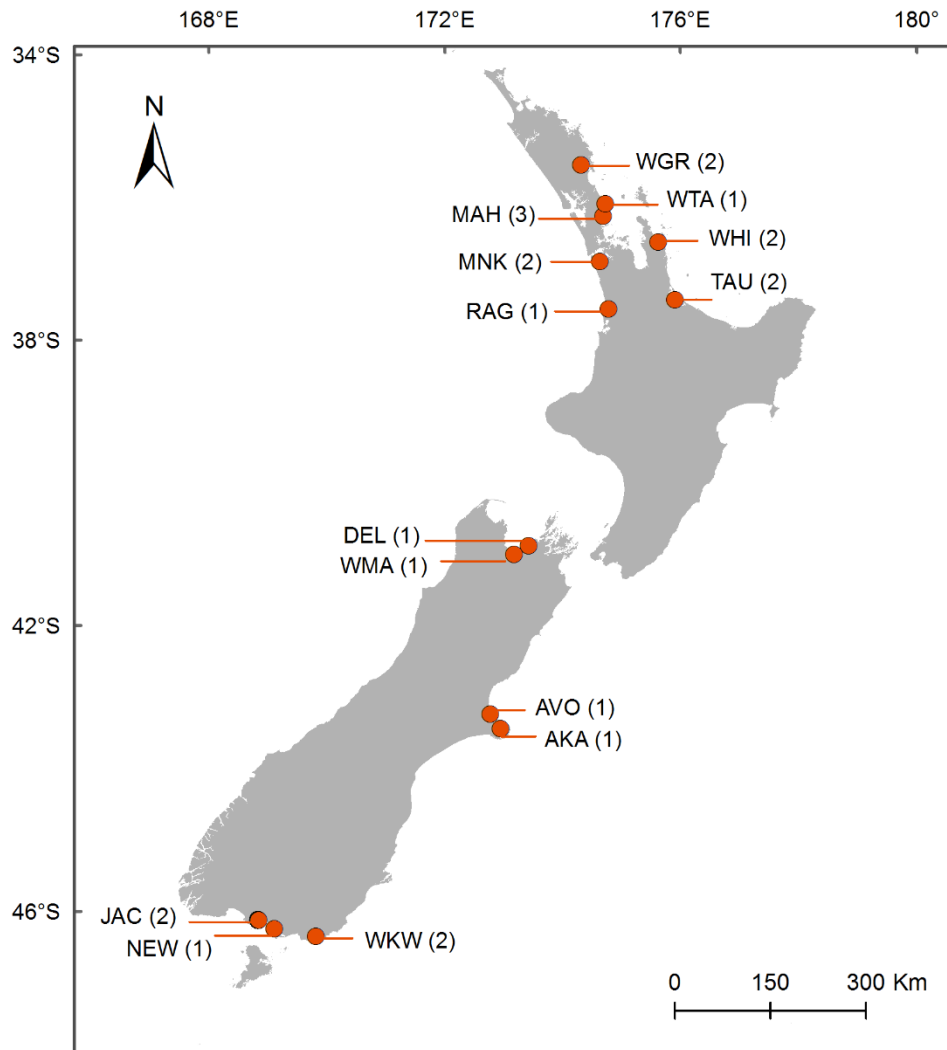 168°E 172°E 176°E 180°
34°S
N
WGR (2)
WTA (1)
MAH (3)
WHI (2)
MNK (2)
TAU (2)
RAG (1)
38°S
DEL (1)
WMA (1)
42°S
AVO (1)
AKA (1)
46°S
JAC (2)
NEW (1)
WKW (2)
0 150 300 Km